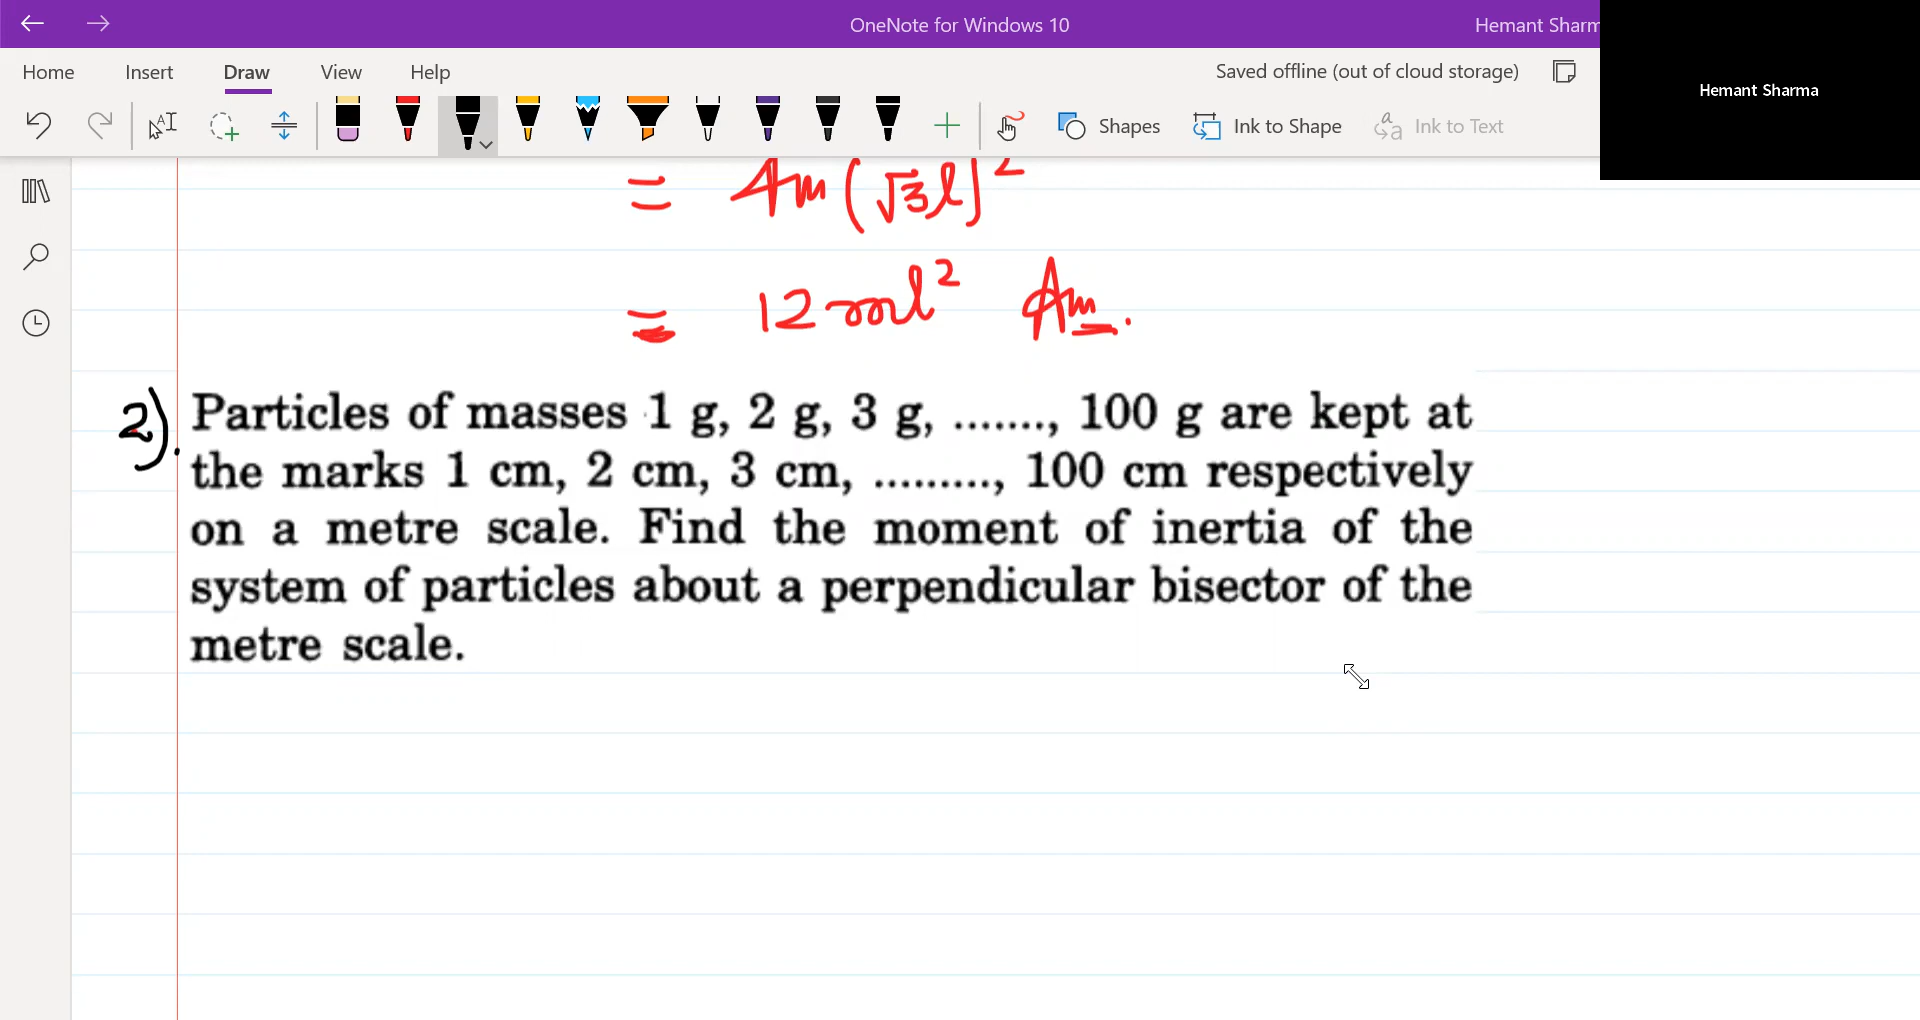 OneNote for Windows 10
Hemant Sharm
Hemant Sharma
Home Insert Draw View Help
Saved offline (out of cloud storage)
Shapes Ink to Shape Ink to Text
= 4m(√3l)²
= 12ml² Ans.
2). Particles of masses 1 g, 2 g, 3 g, ......., 100 g are kept at
the marks 1 cm, 2 cm, 3 cm, ........., 100 cm respectively
on a metre scale. Find the moment of inertia of the
system of particles about a perpendicular bisector of the
metre scale.